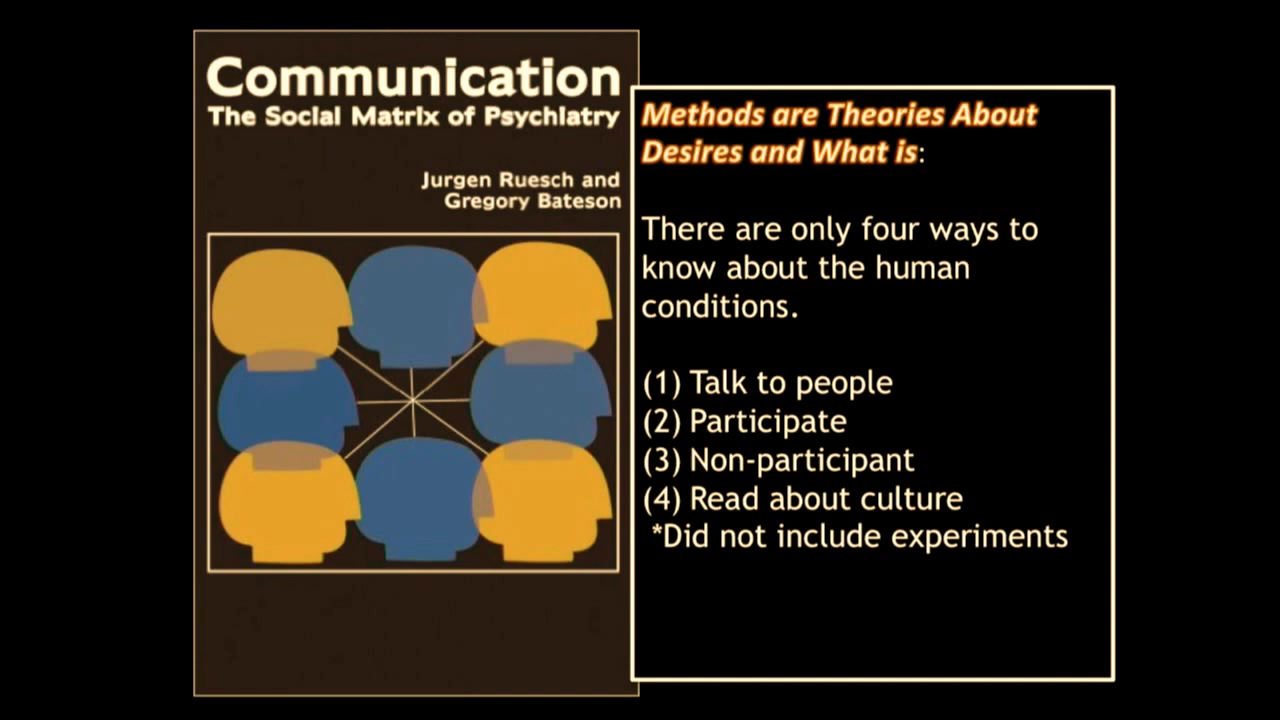 Communication
The Social Matrix of Psychiatry
Jurgen Ruesch and
Gregory Bateson
Methods are Theories About
Desires and What is:
There are only four ways to
know about the human
conditions.
(1) Talk to people
(2) Participate
(3) Non-participant
(4) Read about culture
*Did not include experiments